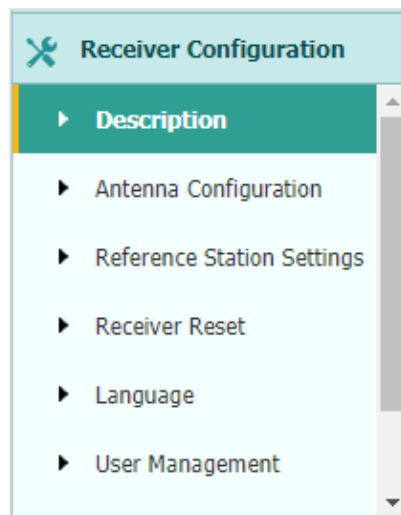 Receiver Configuration
Description
Antenna Configuration
Reference Station Settings
Receiver Reset
Language
User Management